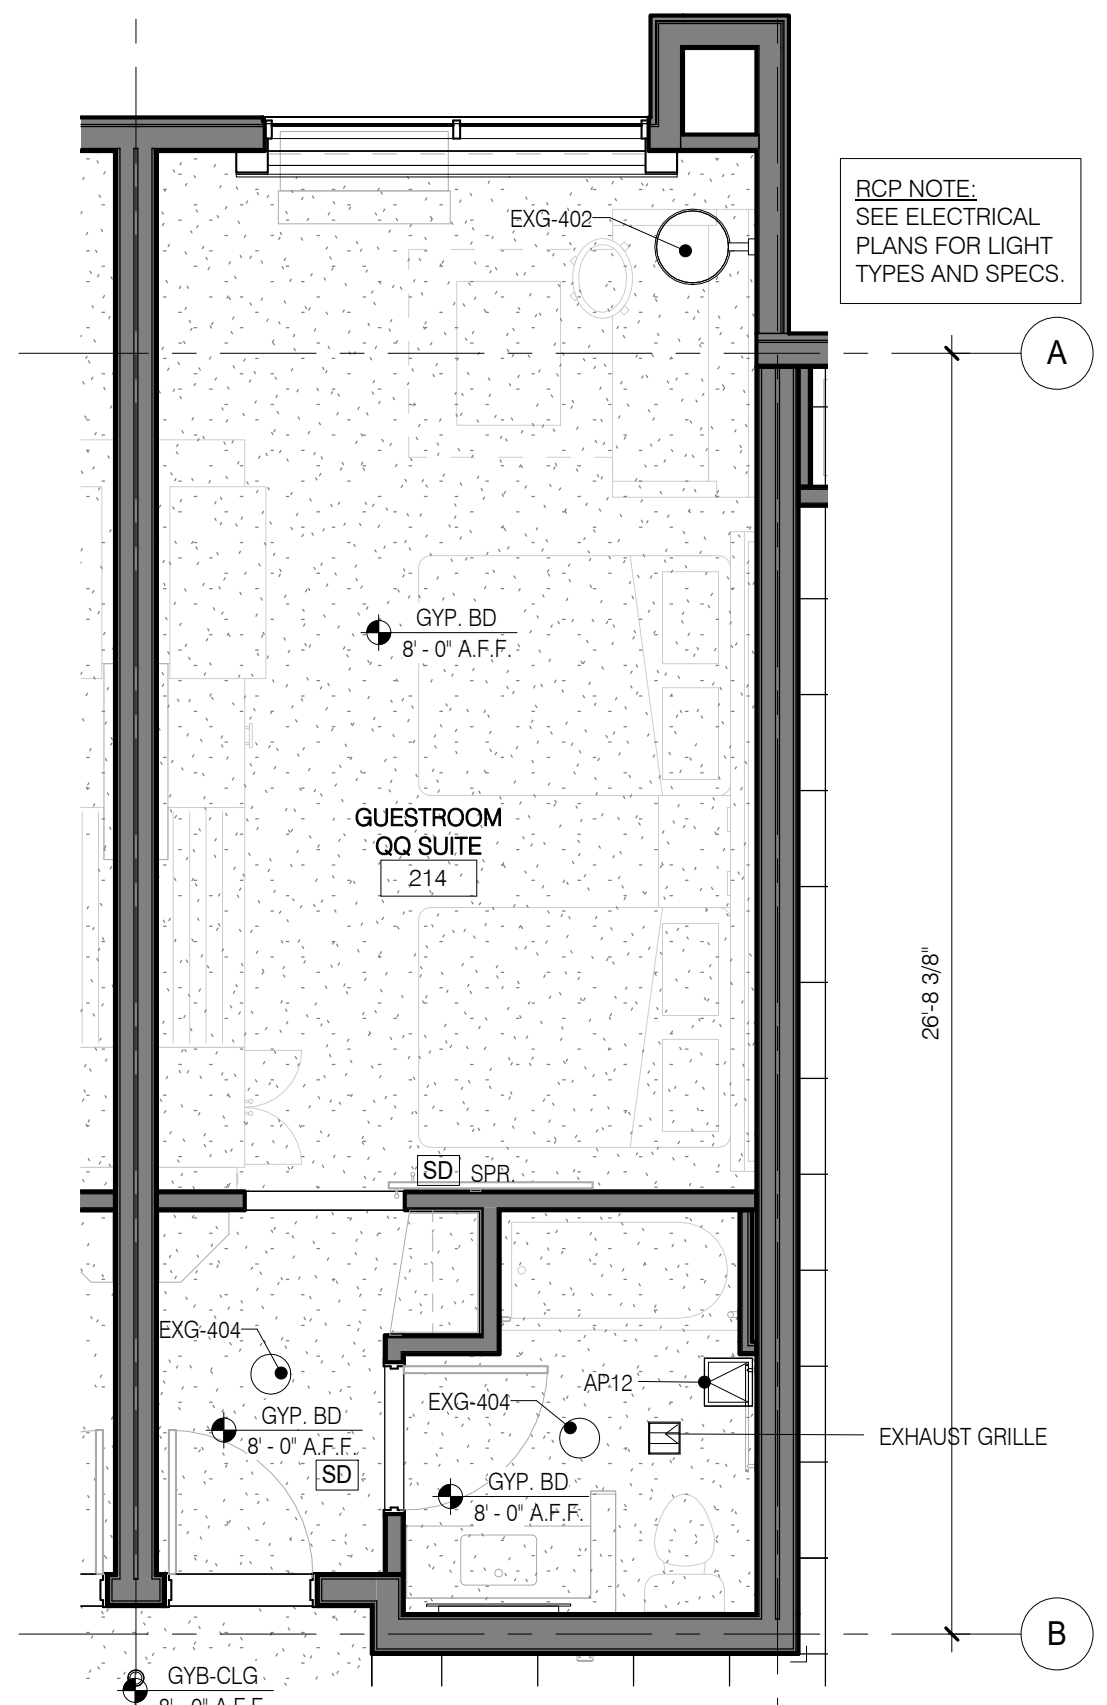 EXG-402
RCP NOTE:
SEE ELECTRICAL
PLANS FOR LIGHT
TYPES AND SPECS.
A
GYP. BD
8' - 0" A.F.F.
GUESTROOM
QQ SUITE
214
26'-8 3/8"
SD SPR.
EXG-404
AP12
EXG-404
GYP. BD
8' - 0" A.F.F.
EXHAUST GRILLE
SD
GYP. BD
8' - 0" A.F.F.
B
GYB-CLG
8' - 0" A.F.F.